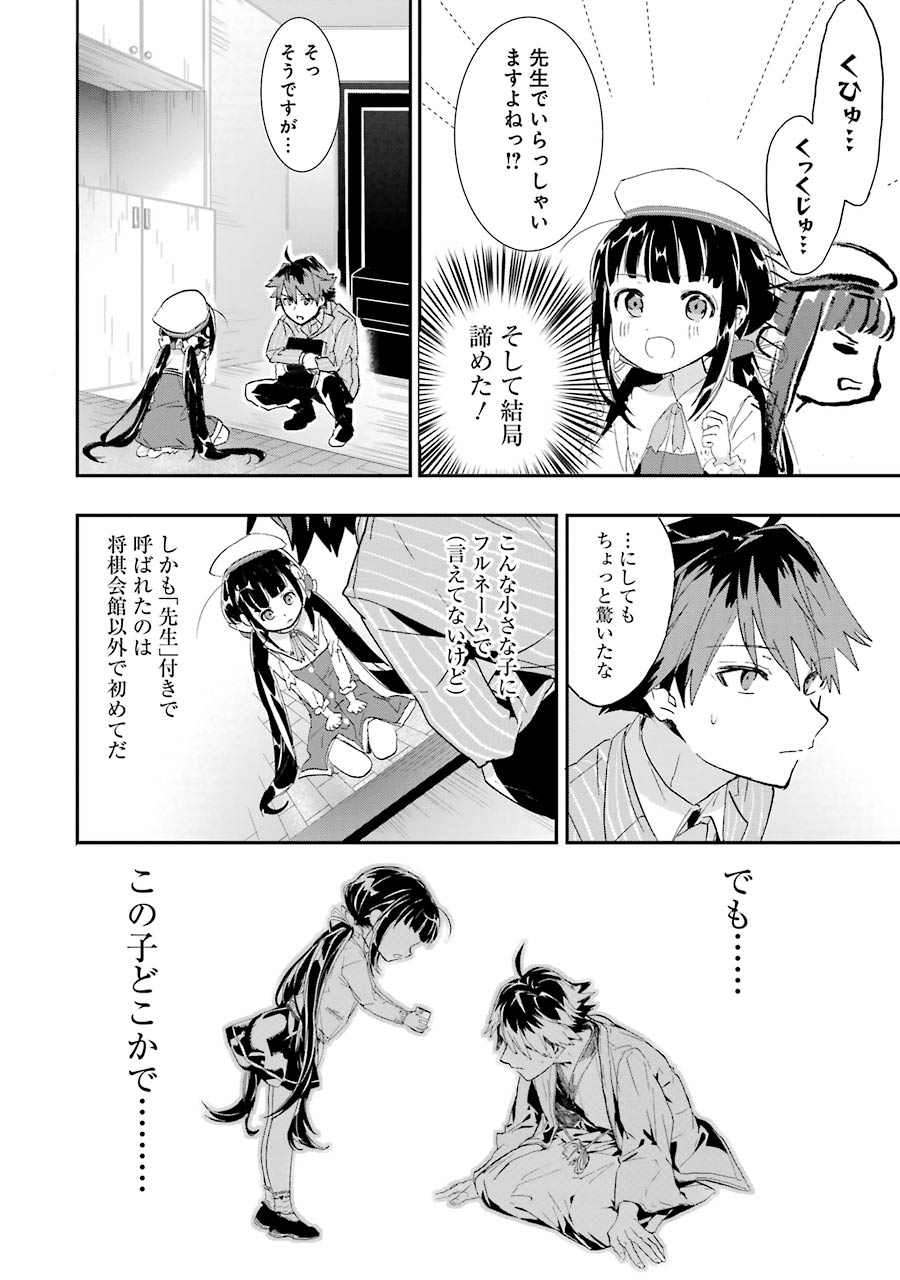 くひゅ…
くっくじゅ…
先生でいらっしゃい
ますよねっ!?
そして結局
諦めた!
そっ
そうですが…
…にしても
ちょっと驚いたな
こんな小さな子に
フルネームで
(言えてないけど)
しかも「先生」付きで
呼ばれたのは
将棋会館以外で初めてだ
でも……
この子どこかで………